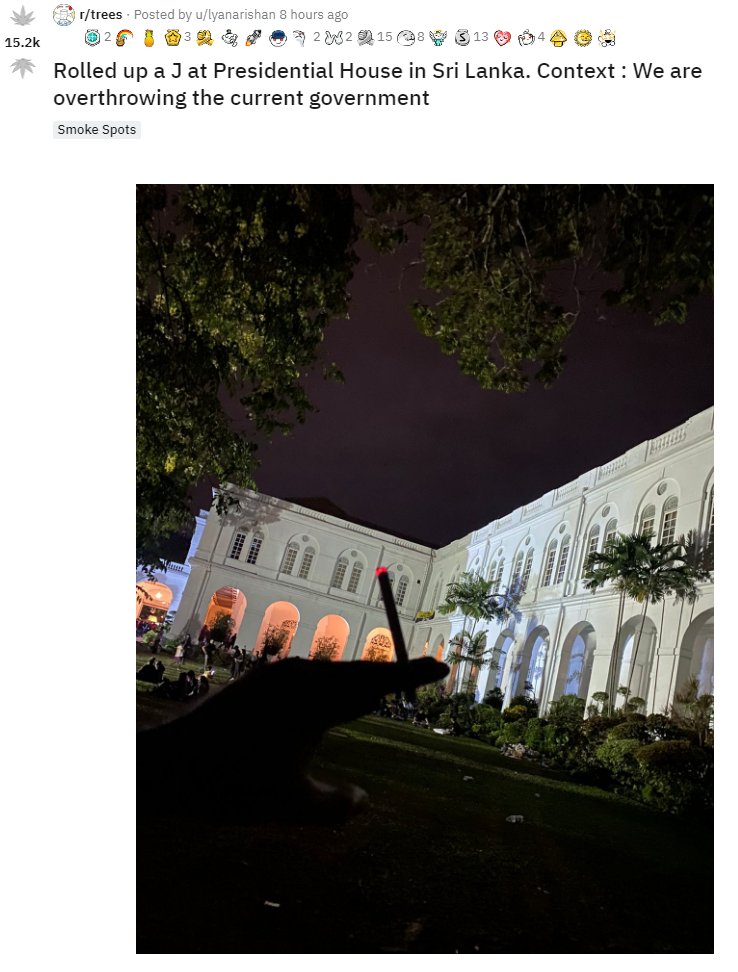 r/trees · Posted by u/lyanarishan 8 hours ago
15.2k
2 3 2 2 15 8 13 4
Rolled up a J at Presidential House in Sri Lanka. Context : We are
overthrowing the current government
Smoke Spots